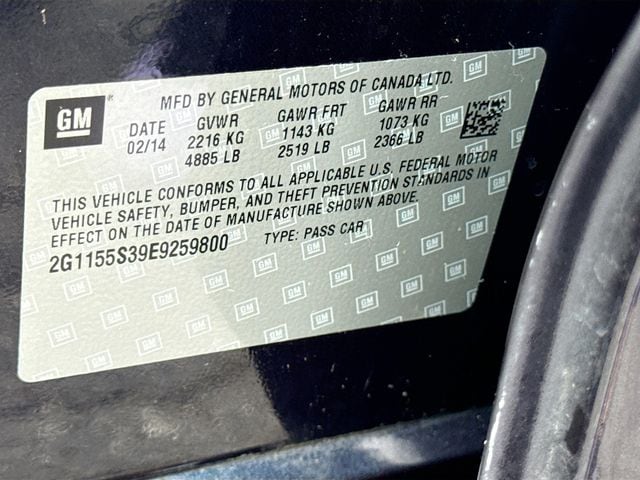 GM
MFD BY GENERAL MOTORS OF CANADA LTD.
DATE GVWR GAWR FRT GAWR RR
02/14 2216 KG 1143 KG 1073 KG
4885 LB 2519 LB 2366 LB
THIS VEHICLE CONFORMS TO ALL APPLICABLE U.S. FEDERAL MOTOR
VEHICLE SAFETY, BUMPER, AND THEFT PREVENTION STANDARDS IN
EFFECT ON THE DATE OF MANUFACTURE SHOWN ABOVE.
2G1155S39E9259800 TYPE: PASS CAR